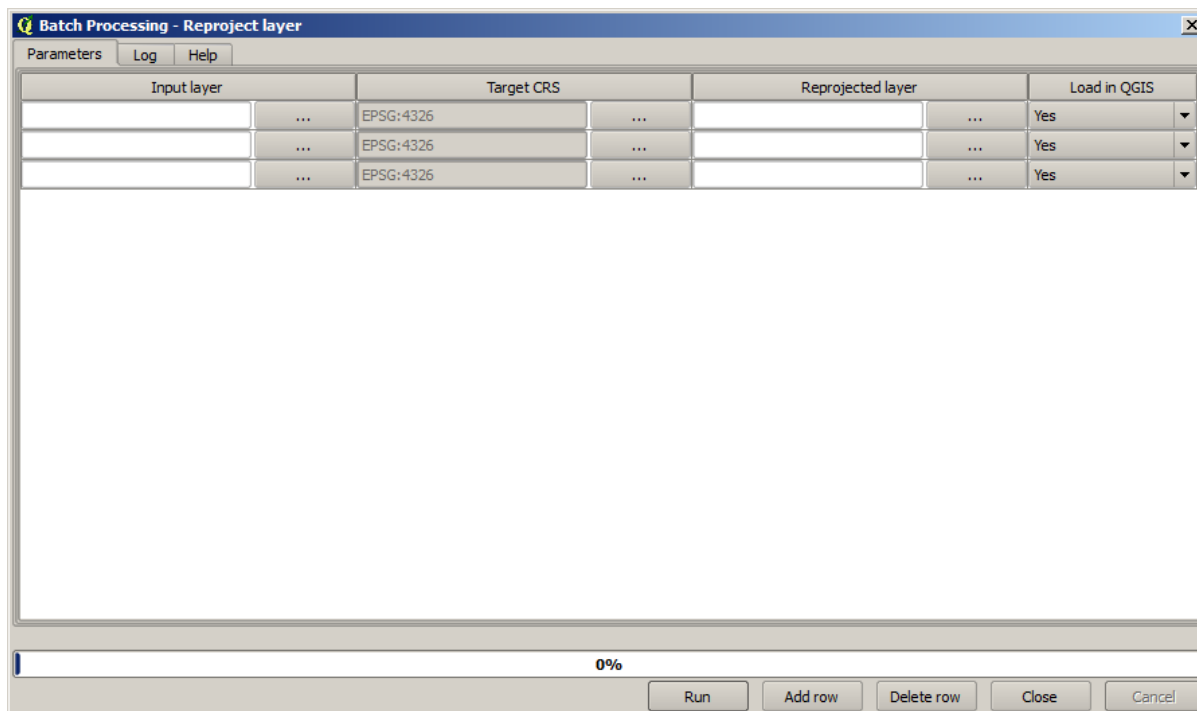 Batch Processing - Reproject layer
Parameters Log Help
Input layer Target CRS Reprojected layer Load in QGIS
... EPSG:4326 ... ... Yes
... EPSG:4326 ... ... Yes
... EPSG:4326 ... ... Yes
0%
Run Add row Delete row Close Cancel